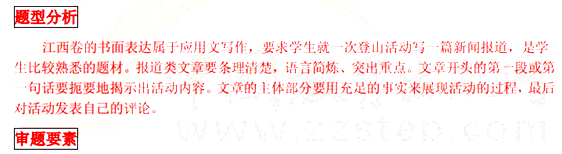 题型分析
江西卷的书面表达属于应用文写作，要求学生就一次登山活动写一篇新闻报道，是学
生比较熟悉的题材。报道类文章要条理清楚，语言简炼、突出重点。文章开头的第一段或第
一句话要扼要地揭示出活动内容。文章的主体部分要用充足的事实来展现活动的过程，最后
对活动发表自己的评论。
www.zzstep.com
审题要素